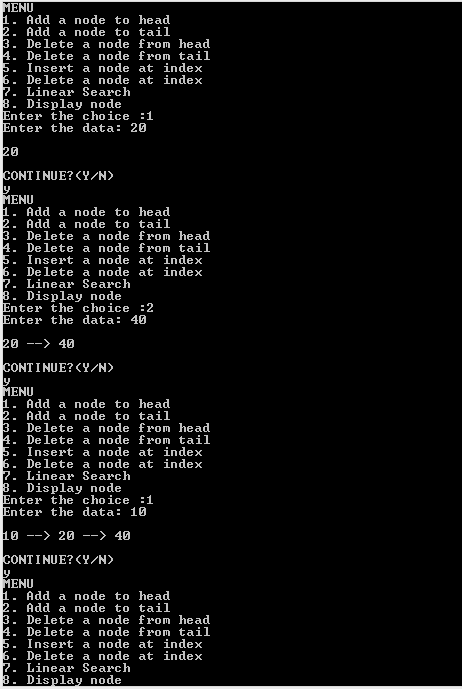 MENU
1. Add a node to head
2. Add a node to tail
3. Delete a node from head
4. Delete a node from tail
5. Insert a node at index
6. Delete a node at index
7. Linear Search
8. Display node
Enter the choice :1
Enter the data: 20
20
CONTINUE?(Y/N)
y
MENU
1. Add a node to head
2. Add a node to tail
3. Delete a node from head
4. Delete a node from tail
5. Insert a node at index
6. Delete a node at index
7. Linear Search
8. Display node
Enter the choice :2
Enter the data: 40
20 --> 40
CONTINUE?(Y/N)
y
MENU
1. Add a node to head
2. Add a node to tail
3. Delete a node from head
4. Delete a node from tail
5. Insert a node at index
6. Delete a node at index
7. Linear Search
8. Display node
Enter the choice :1
Enter the data: 10
10 --> 20 --> 40
CONTINUE?(Y/N)
y
MENU
1. Add a node to head
2. Add a node to tail
3. Delete a node from head
4. Delete a node from tail
5. Insert a node at index
6. Delete a node at index
7. Linear Search
8. Display node